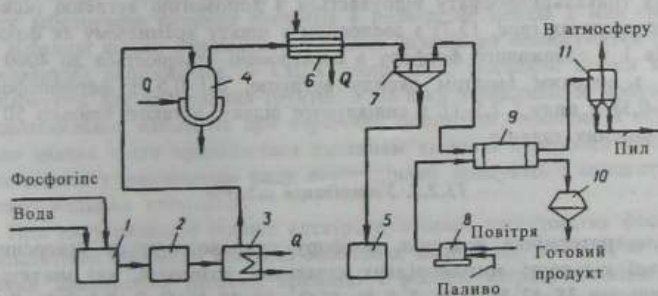 В атмосферу
11
4
6
Q
Q
7
9
Пил
10
Фосфогіпс
Вода
1
2
3
Q
5
8
Повітря
Паливо
Готовий
продукт